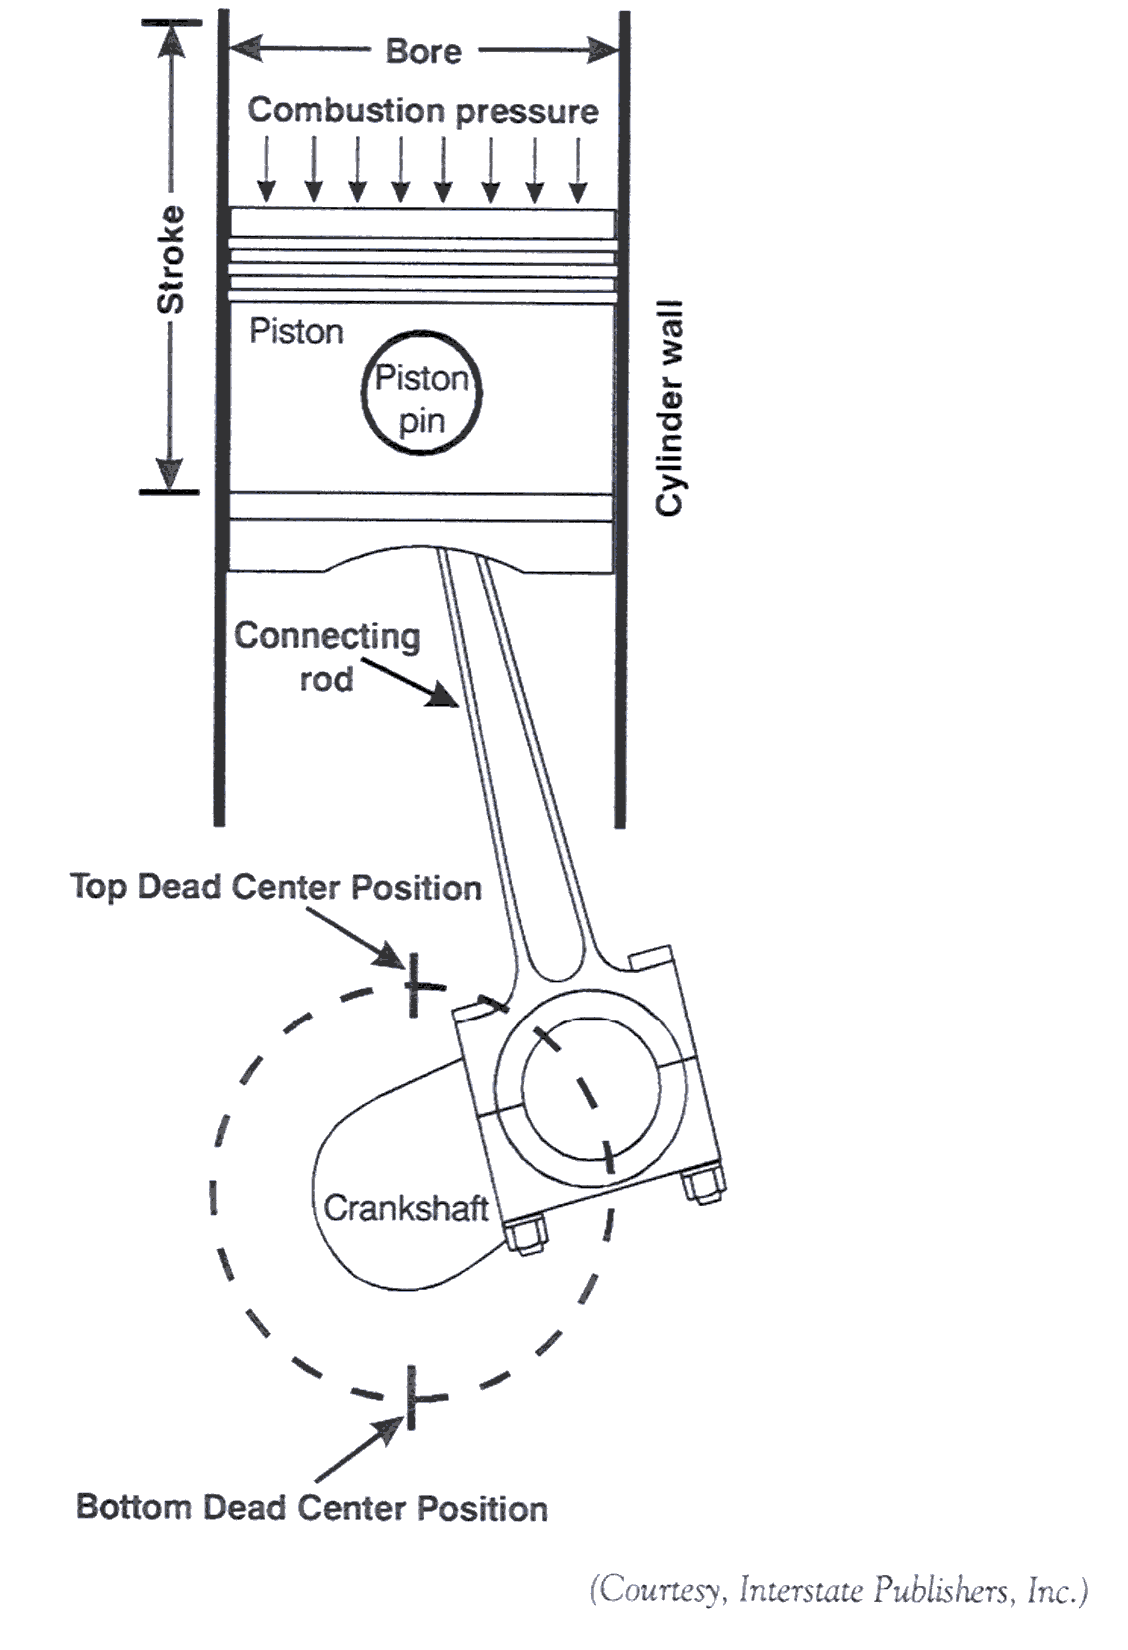 Bore
Combustion pressure
Stroke
Piston
Piston
pin
Cylinder wall
Connecting
rod
Top Dead Center Position
Crankshaft
Bottom Dead Center Position
(Courtesy, Interstate Publishers, Inc.)